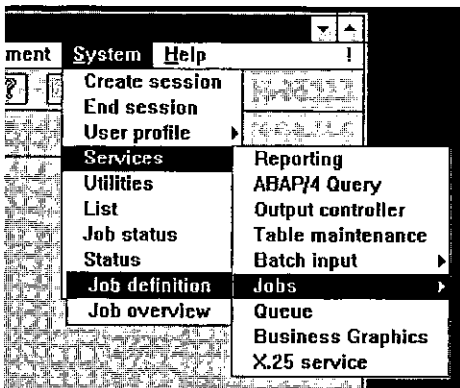 ment System Help !
?
Create session
End session
User profile
Services
Utilities
List
Job status
Status
Job definition
Job overview
Reporting
ABAP/4 Query
Output controller
Table maintenance
Batch input
Jobs
Queue
Business Graphics
X.25 service